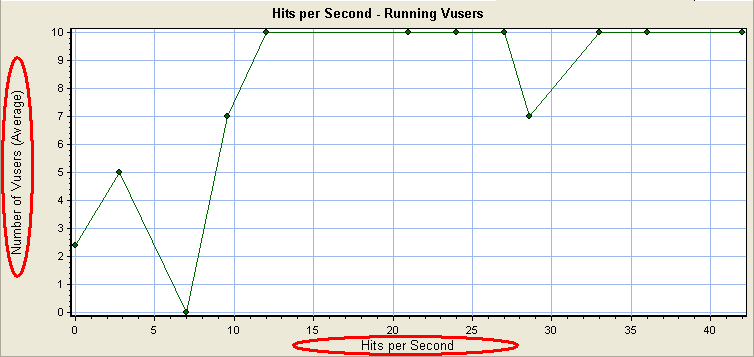 Hits per Second - Running Vusers
Number of Vusers (Average)
10
9
8
7
6
5
4
3
2
1
0
0 5 10 15 20 25 30 35 40
Hits per Second